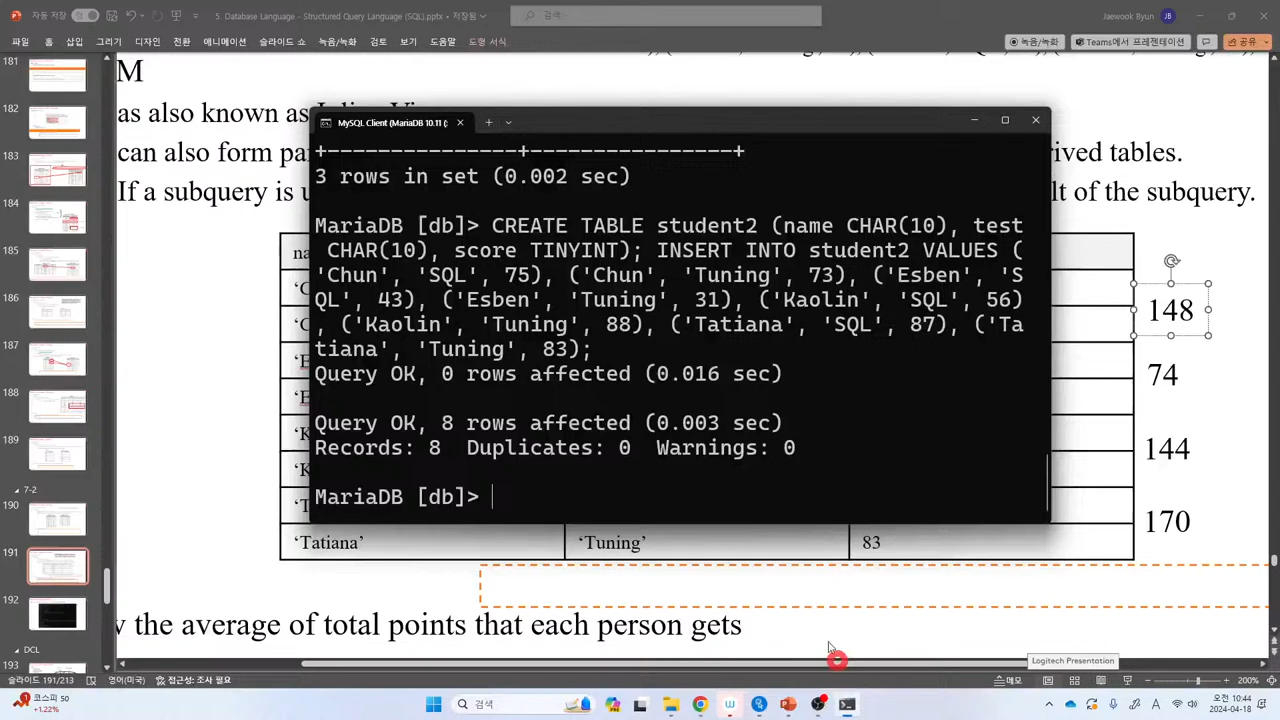 자동 저장
5. Database Language - Structured Query Language (SQL).pptx • 저장됨
Jaewook Byun
JB
파일 홈 삽입 그리기 디자인 전환 애니메이션 슬라이드 쇼 녹음/녹화 검토 보기 도움말 도형 서식
녹음/녹화 Teams에서 프레젠테이션 공유
M
can also form pa
rived tables.
If a subquery is u
lt of the subquery.
MySQL Client (MariaDB 10.11 (
+---------------+----------------+
3 rows in set (0.002 sec)
MariaDB [db]> CREATE TABLE student2 (name CHAR(10), test
CHAR(10), score TINYINT); INSERT INTO student2 VALUES (
'Chun', 'SQL', 75), ('Chun', 'Tuning', 73), ('Esben', 'S
QL', 43), ('Esben', 'Tuning', 31), ('Kaolin', 'SQL', 56)
, ('Kaolin', 'Tuning', 88), ('Tatiana', 'SQL', 87), ('Ta
tiana', 'Tuning', 83);
Query OK, 0 rows affected (0.016 sec)
Query OK, 8 rows affected (0.003 sec)
Records: 8  Duplicates: 0  Warnings: 0
MariaDB [db]>
148
74
144
170
‘Tatiana’ ‘Tuning’ 83
the average of total points that each person gets
181
182
183
184
185
186
187
188
189
7-2
190
191
192
DCL
193
Logitech Presentation
슬라이드 191/213 한국어 접근성: 조사 필요
메모 200%
코스피 50
+1.22%
검색
오전 10:44
2024-04-18